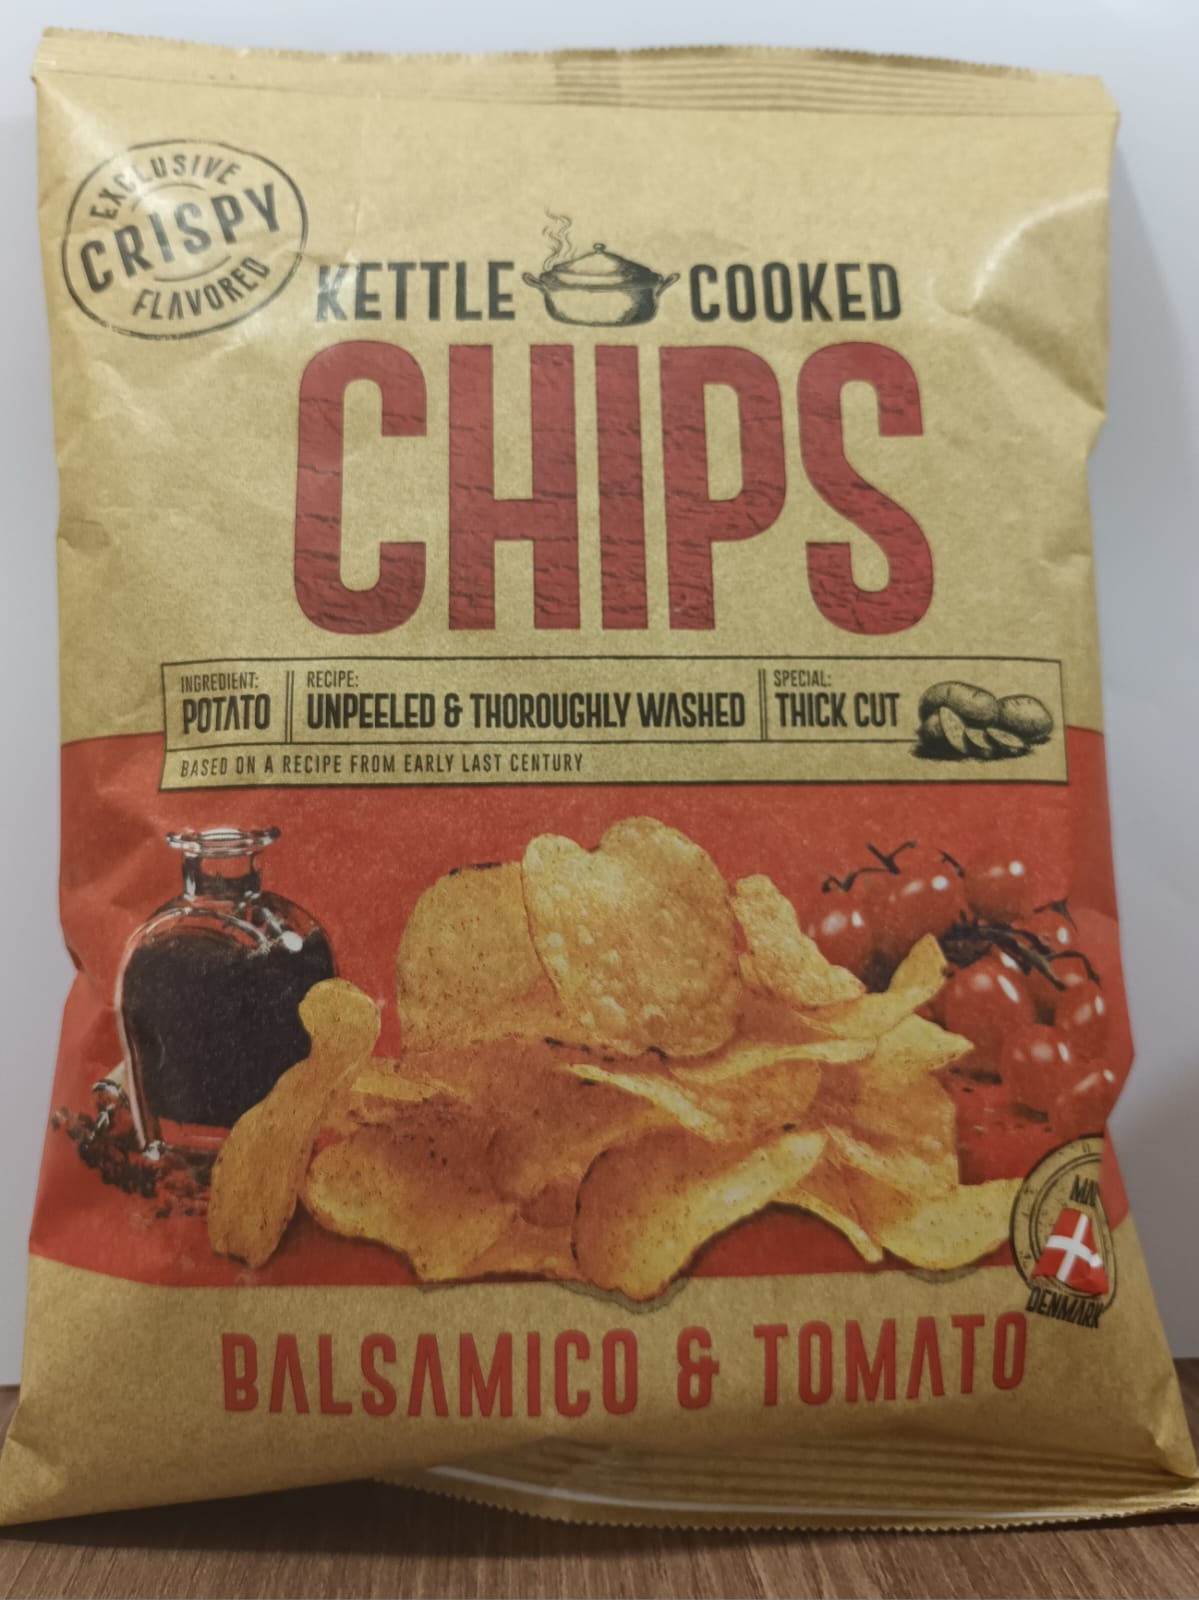 EXCLUSIVE
CRISPY
FLAVORED
KETTLE COOKED
CHIPS
INGREDIENT:
POTATO
RECIPE:
UNPEELED & THOROUGHLY WASHED
SPECIAL:
THICK CUT
BASED ON A RECIPE FROM EARLY LAST CENTURY
DENMARK
BALSAMICO & TOMATO